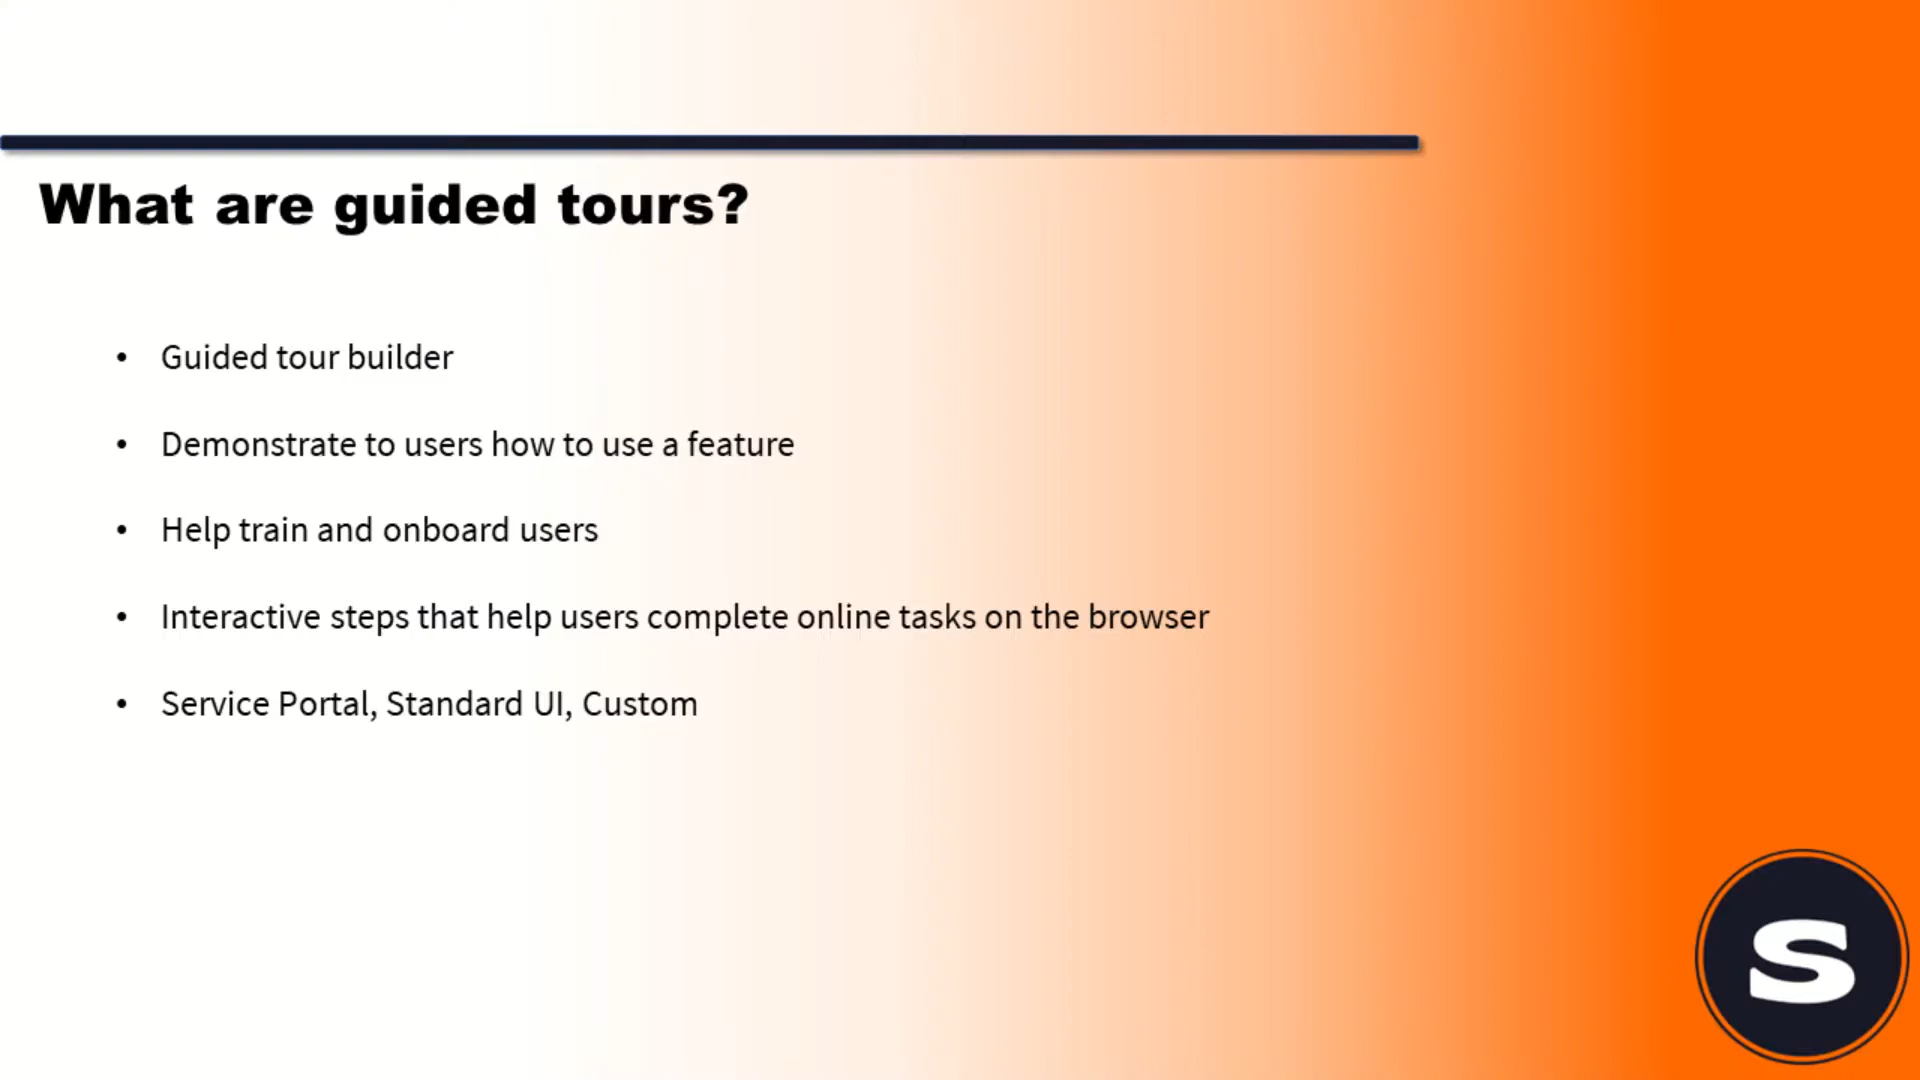 What are guided tours?
• Guided tour builder
• Demonstrate to users how to use a feature
• Help train and onboard users
• Interactive steps that help users complete online tasks on the browser
• Service Portal, Standard UI, Custom
S